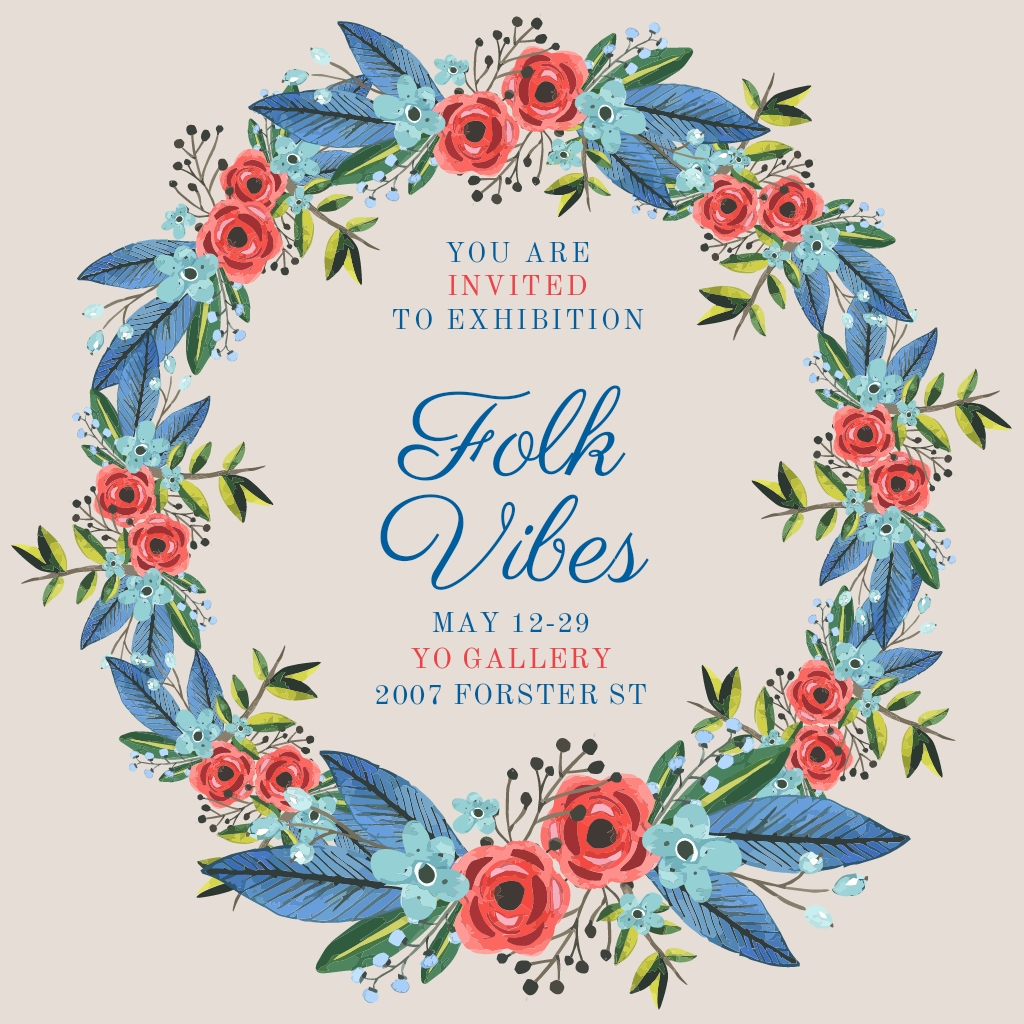 YOU ARE
INVITED
TO EXHIBITION
Folk
Vibes
MAY 12-29
YO GALLERY
2007 FORSTER ST